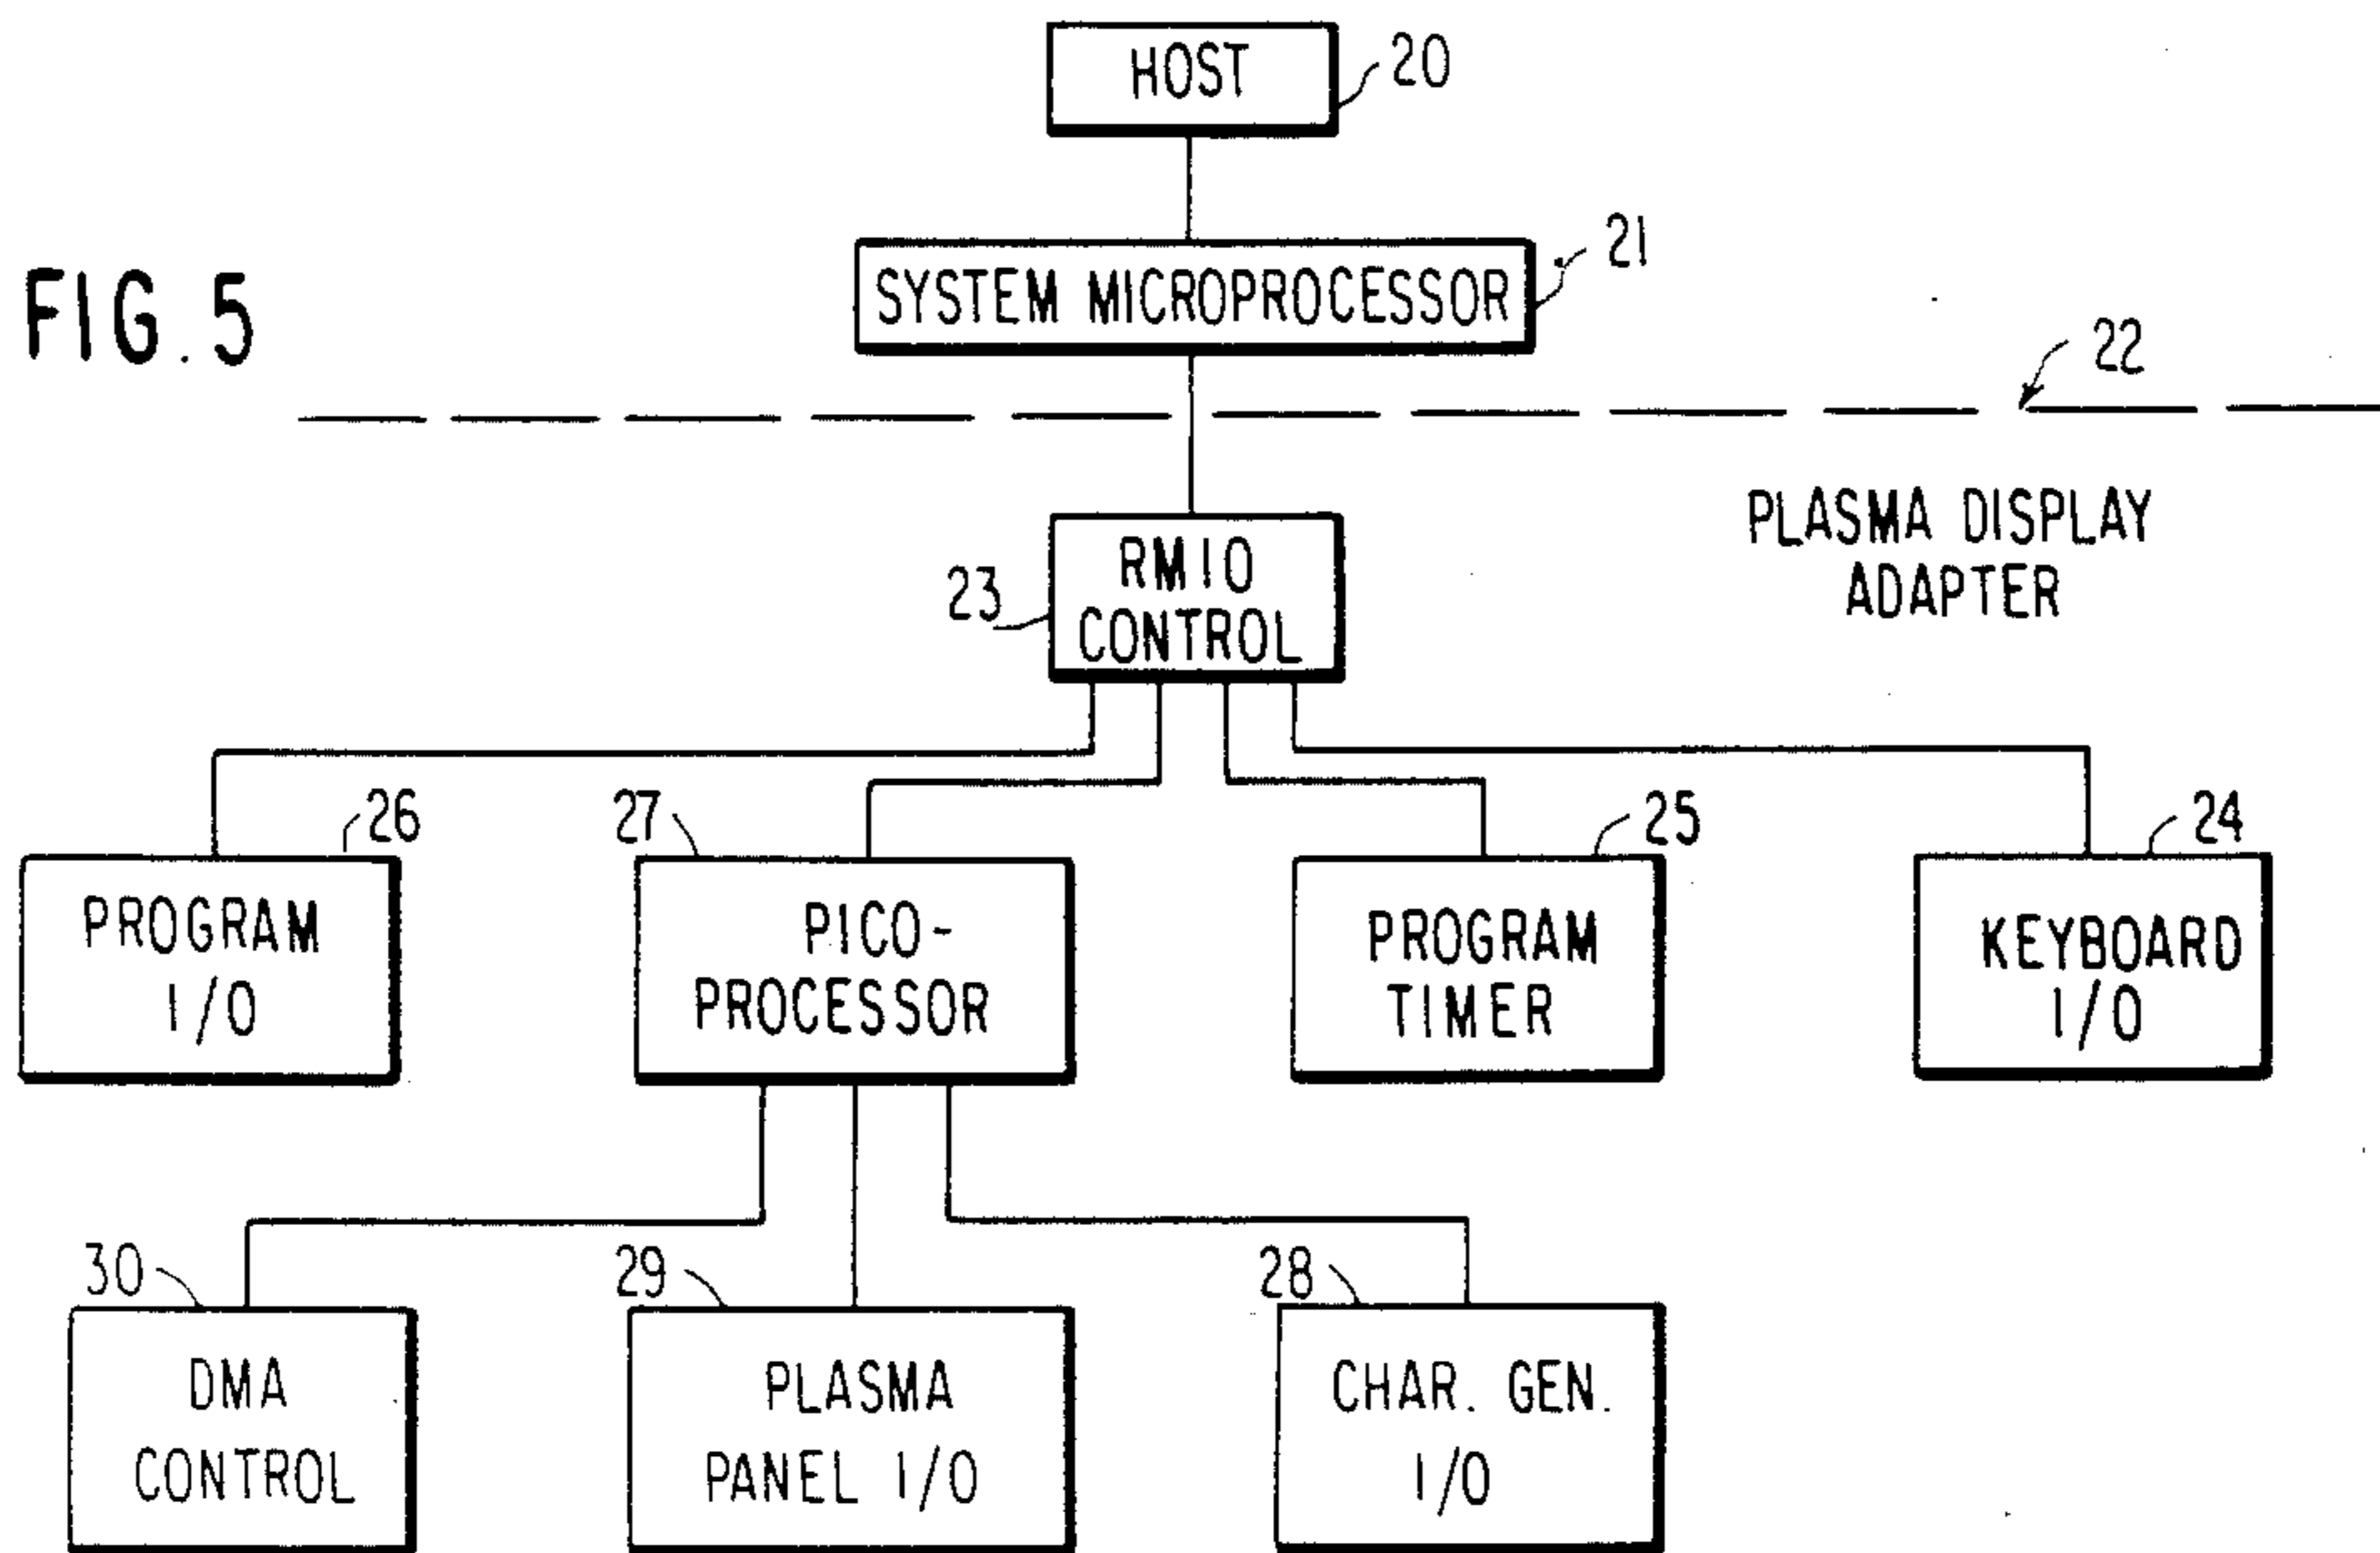 HOST
20
SYSTEM MICROPROCESSOR
21
FIG. 5
22
PLASMA DISPLAY
ADAPTER
RMIO
CONTROL
23
26
PROGRAM
I/O
27
PICO-
PROCESSOR
25
PROGRAM
TIMER
24
KEYBOARD
I/O
30
DMA
CONTROL
29
PLASMA
PANEL I/O
28
CHAR. GEN.
I/O